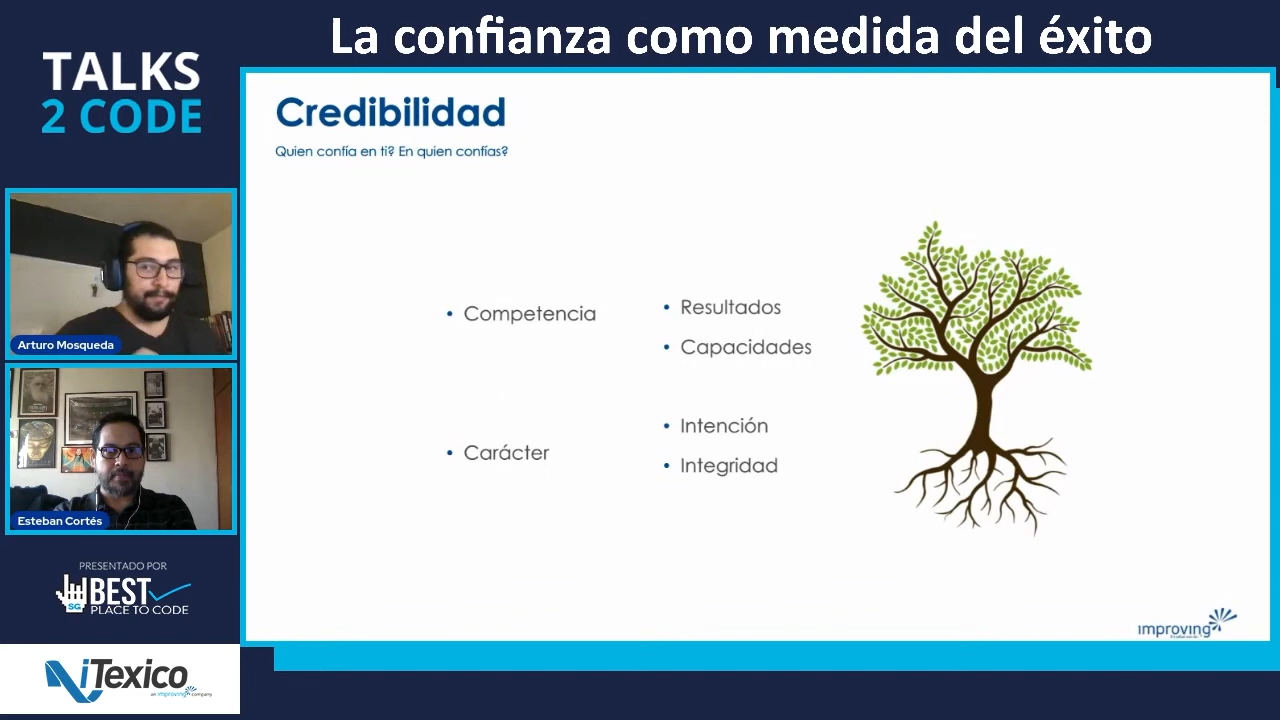 La confianza como medida del éxito
TALKS
2 CODE
Credibilidad
Quien confía en ti? En quien confías?
• Competencia
• Resultados
• Capacidades
• Carácter
• Intención
• Integridad
Arturo Mosqueda
Esteban Cortés
PRESENTADO POR
SG
BEST
PLACE TO CODE
iTexico
an improving company
improving